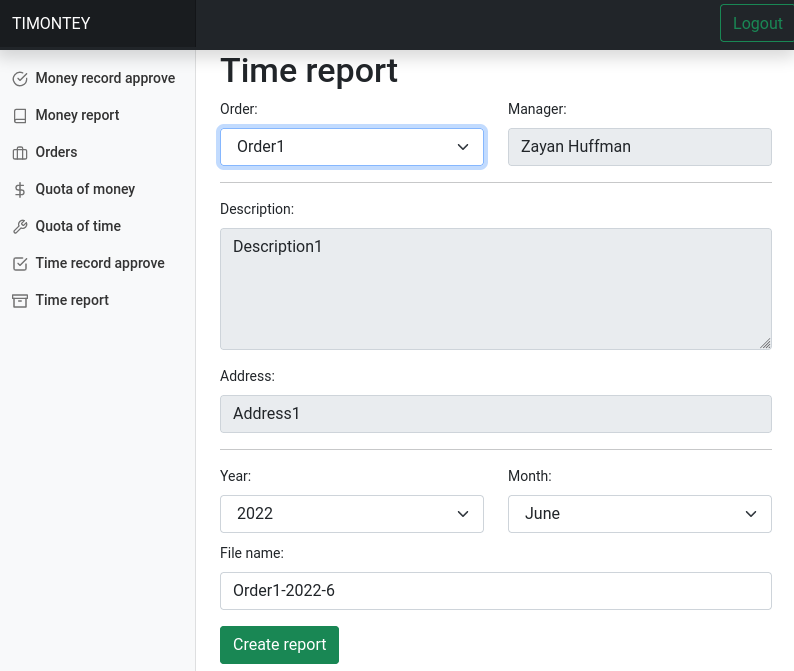 TIMONTEY
Logout
Money record approve
Money report
Orders
Quota of money
Quota of time
Time record approve
Time report
Time report
Order: Manager:
Order1 Zayan Huffman
Description:
Description1
Address:
Address1
Year: Month:
2022 June
File name:
Order1-2022-6
Create report